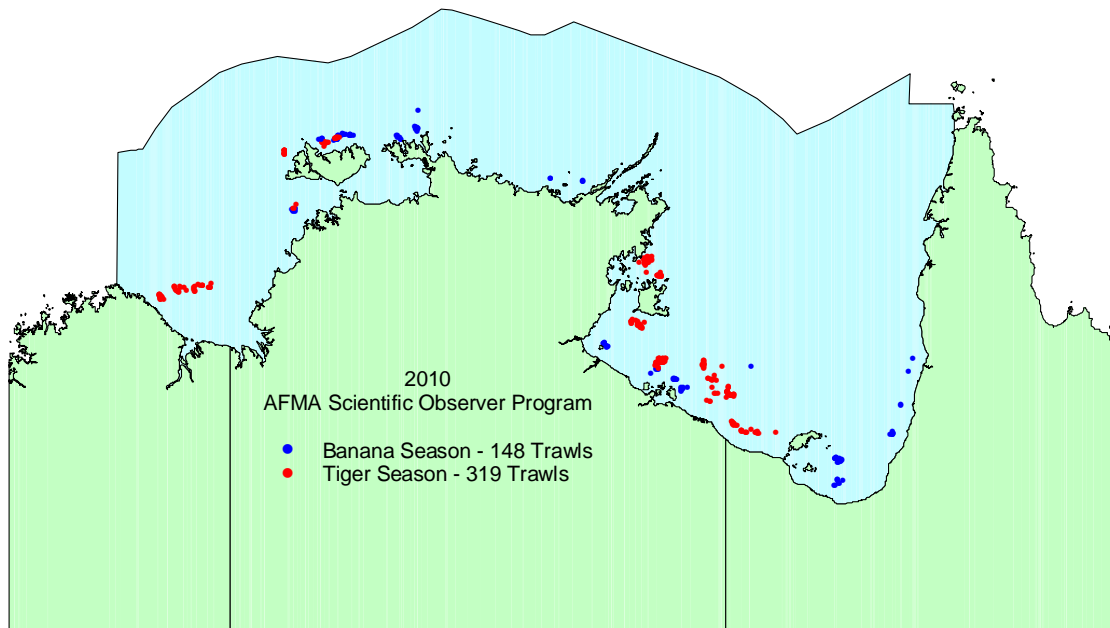 2010
AFMA Scientific Observer Program
Banana Season - 148 Trawls
Tiger Season - 319 Trawls